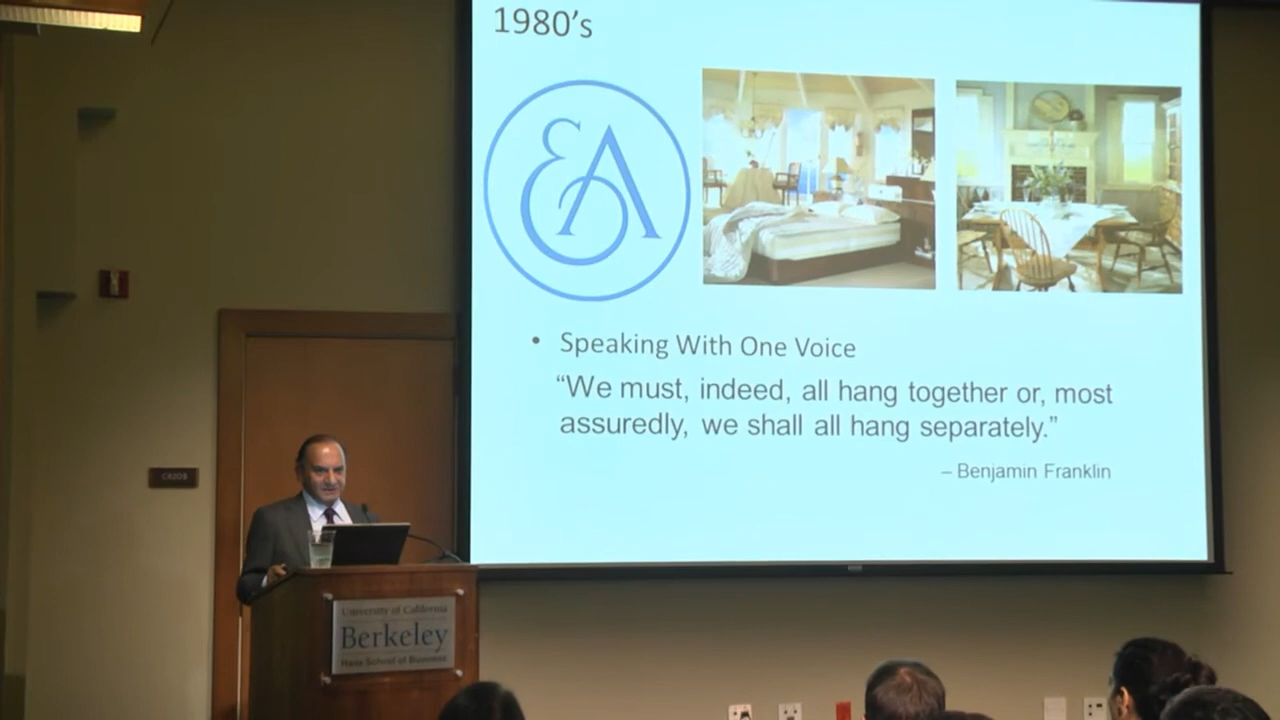 1980's
EA
• Speaking With One Voice
“We must, indeed, all hang together or, most
assuredly, we shall all hang separately.”
– Benjamin Franklin
University of California
Berkeley
Haas School of Business